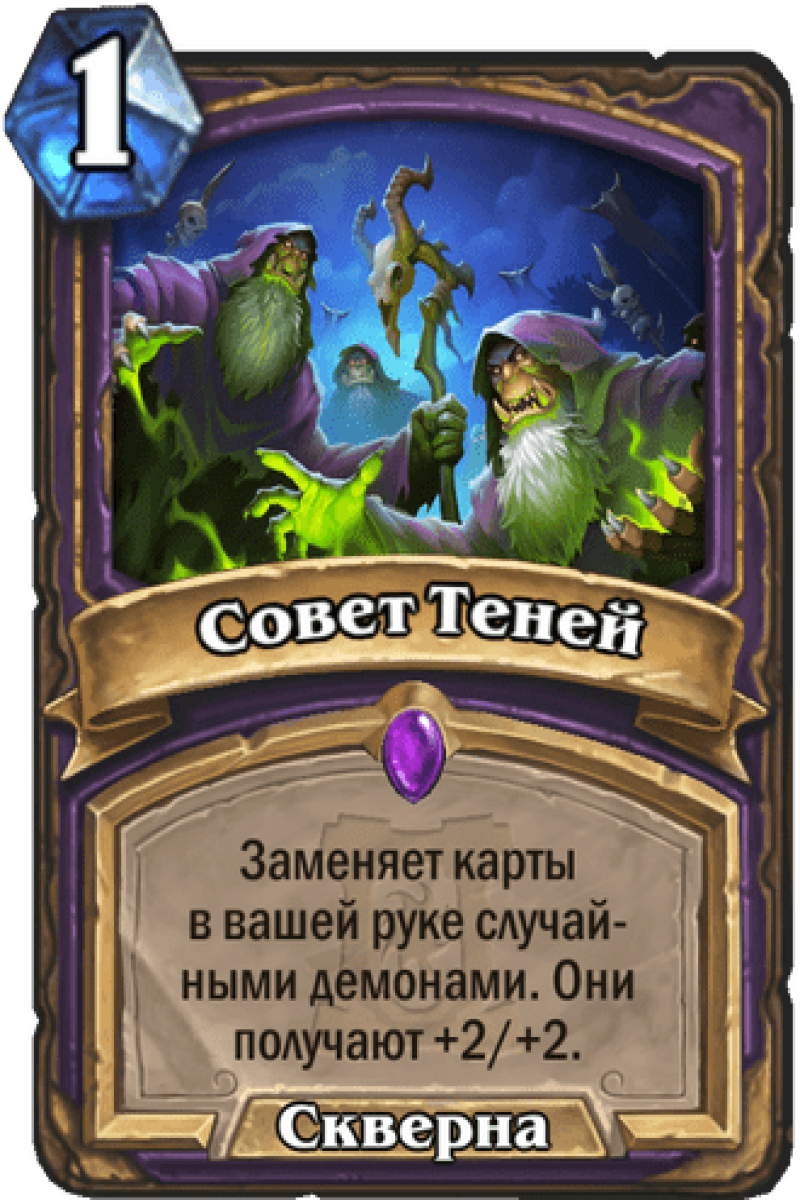 1
Совет Теней
Заменяет карты
в вашей руке случай-
ными демонами. Они
получают +2/+2.
Скверна